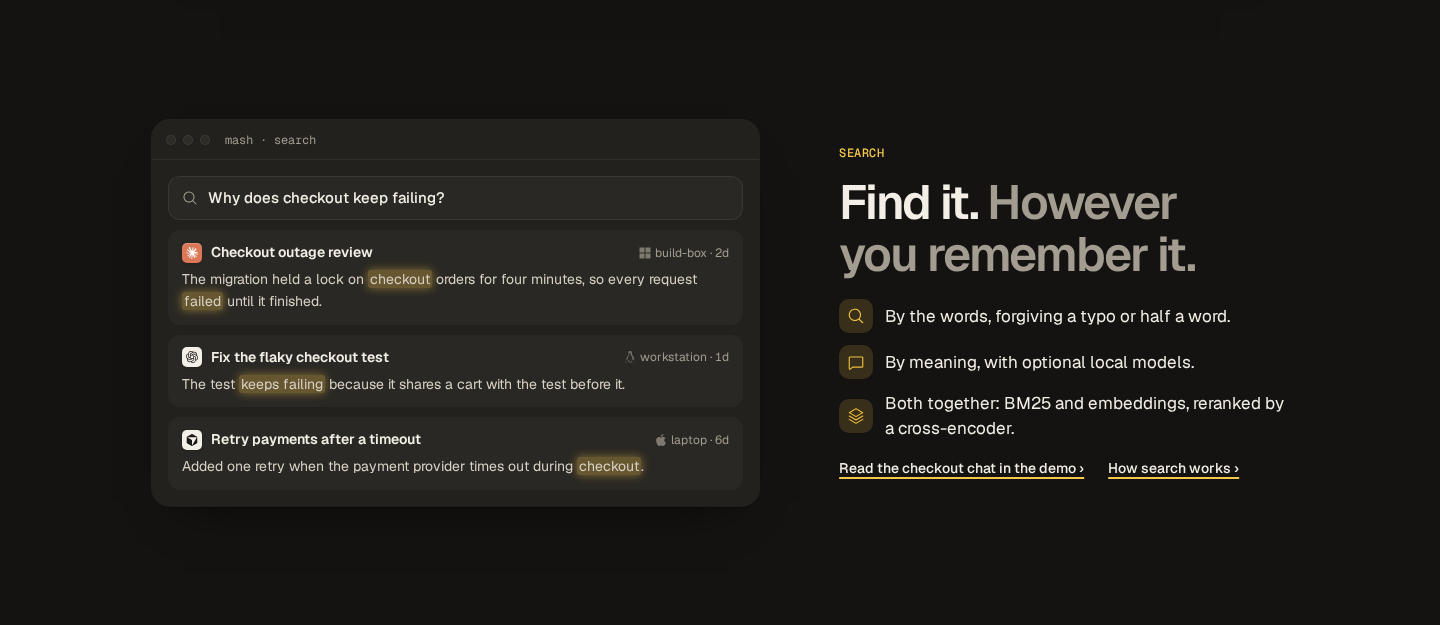 mash · search
Why does checkout keep failing?
Checkout outage review
build-box · 2d
The migration held a lock on checkout orders for four minutes, so every request
failed until it finished.
Fix the flaky checkout test
workstation · 1d
The test keeps failing because it shares a cart with the test before it.
Retry payments after a timeout
laptop · 6d
Added one retry when the payment provider times out during checkout.
SEARCH
Find it. However
you remember it.
By the words, forgiving a typo or half a word.
By meaning, with optional local models.
Both together: BM25 and embeddings, reranked by
a cross-encoder.
Read the checkout chat in the demo ›
How search works ›